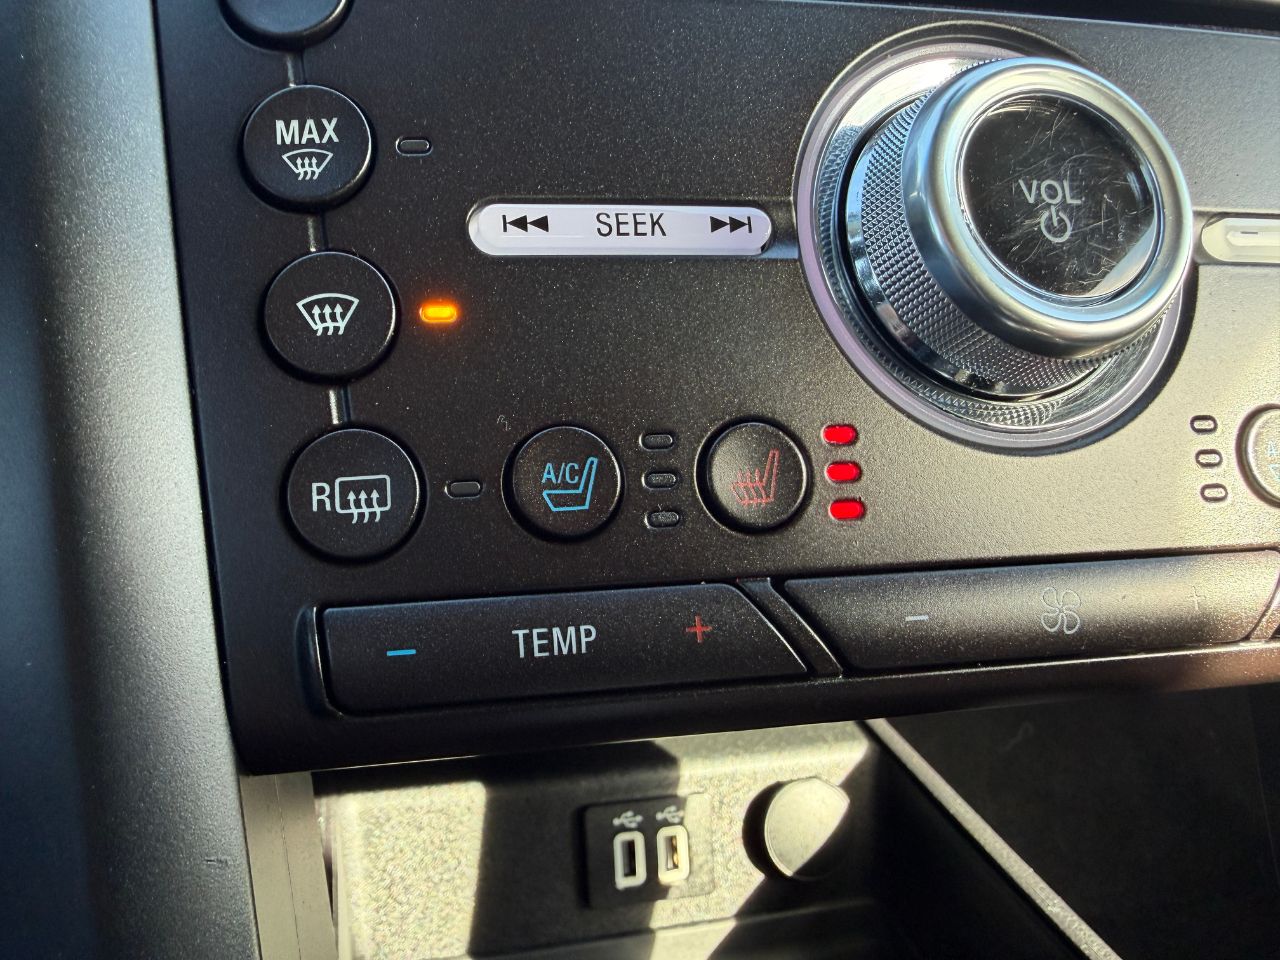 MAX
SEEK
VOL
R
A/C
TEMP
- +
- +